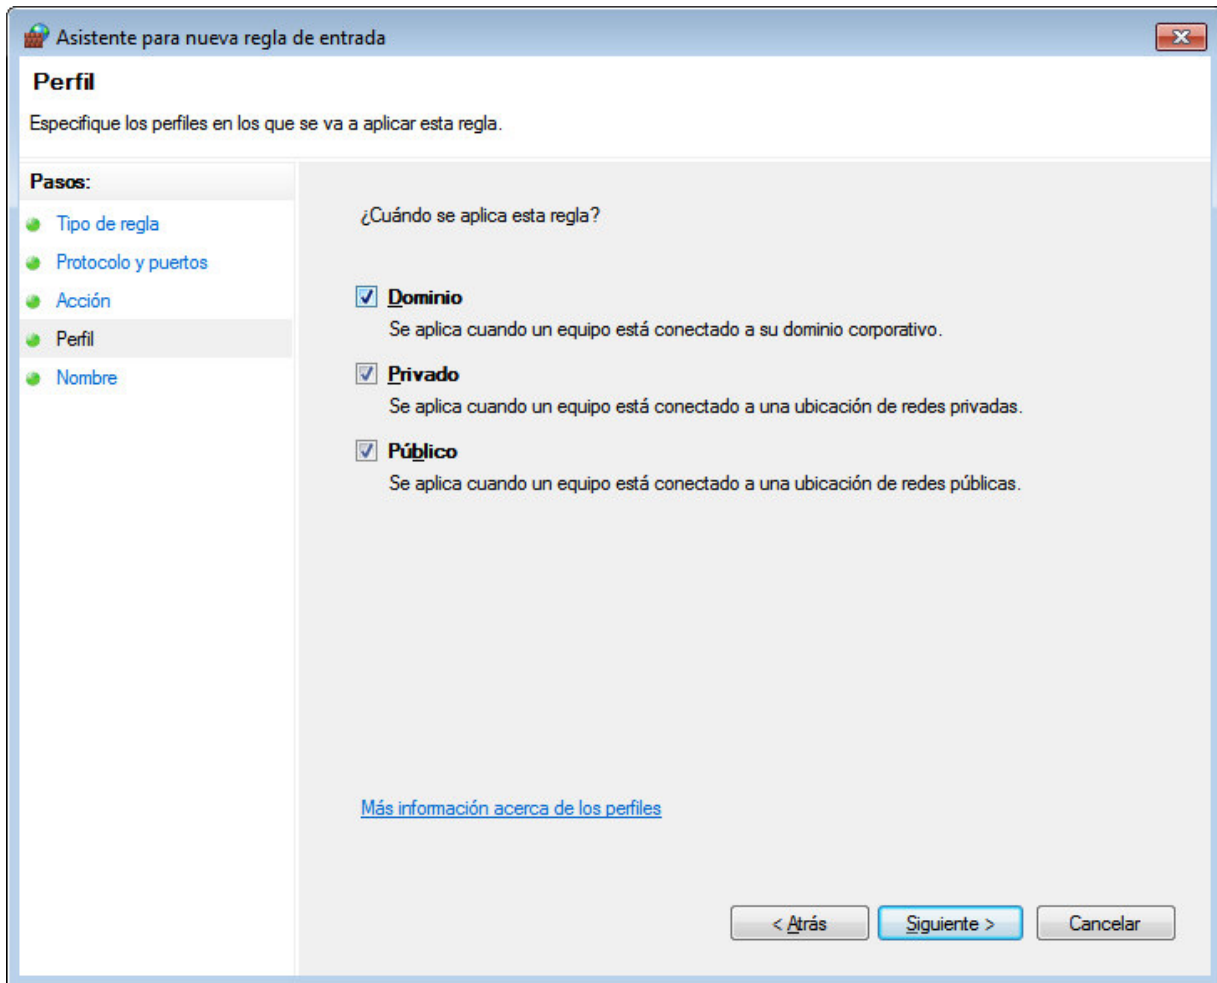 Asistente para nueva regla de entrada
Perfil
Especifique los perfiles en los que se va a aplicar esta regla.
Pasos:
Tipo de regla
Protocolo y puertos
Acción
Perfil
Nombre
¿Cuándo se aplica esta regla?
Dominio
Se aplica cuando un equipo está conectado a su dominio corporativo.
Privado
Se aplica cuando un equipo está conectado a una ubicación de redes privadas.
Público
Se aplica cuando un equipo está conectado a una ubicación de redes públicas.
Más información acerca de los perfiles
< Atrás
Siguiente >
Cancelar